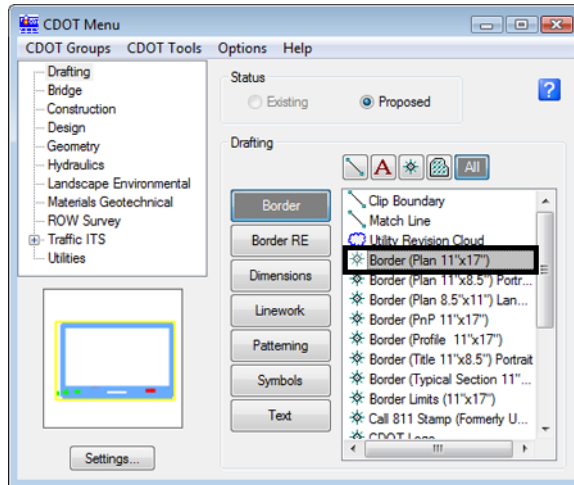 CDOT Menu
CDOT Groups CDOT Tools Options Help
Drafting
Bridge
Construction
Design
Geometry
Hydraulics
Landscape Environmental
Materials Geotechnical
ROW Survey
Traffic ITS
Utilities
Settings...
Status
Existing
Proposed
?
Drafting
A
All
Border
Border RE
Dimensions
Linework
Patterning
Symbols
Text
Clip Boundary
Match Line
Utility Revision Cloud
Border (Plan 11"x17")
Border (Plan 11"x8.5") Portr...
Border (Plan 8.5"x11") Lan...
Border (PnP 11"x17")
Border (Profile 11"x17")
Border (Title 11"x8.5") Portrait
Border (Typical Section 11"...
Border Limits (11"x17")
Call 811 Stamp (Formerly U...
CDOT Logo